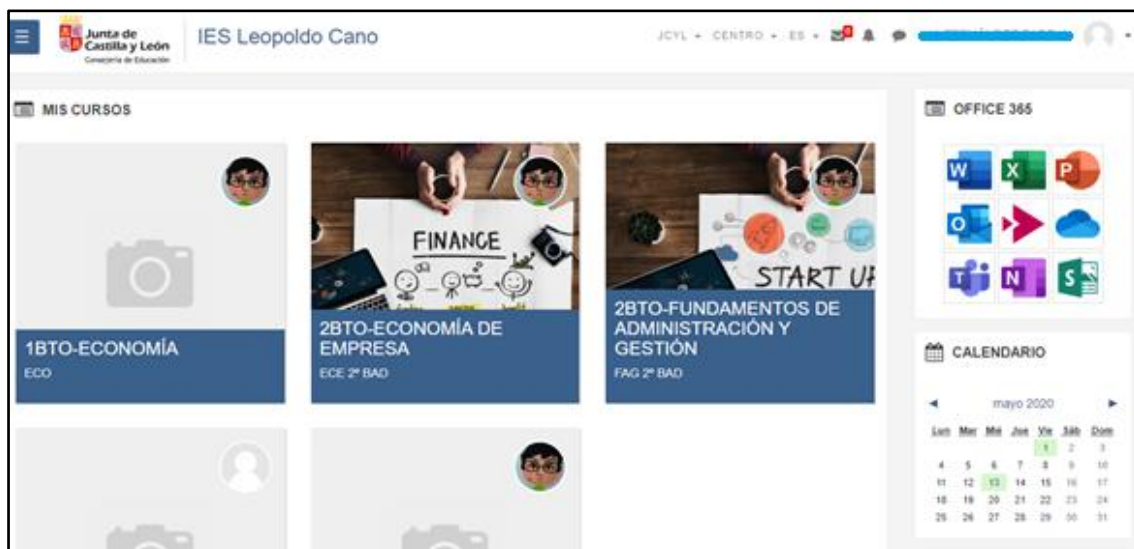 Junta de
Castilla y León
Consejería de Educación
IES Leopoldo Cano
JCYL
CENTRO
ES
MIS CURSOS
FINANCE
START UP
1BTO-ECONOMÍA
ECO
2BTO-ECONOMÍA DE
EMPRESA
ECE 2º BAD
2BTO-FUNDAMENTOS DE
ADMINISTRACIÓN Y
GESTIÓN
FAG 2º BAD
OFFICE 365
W X P
O
T N S
CALENDARIO
mayo 2020
Lun Mar Mié Jue Vie Sáb Dom
1 2 3
4 5 6 7 8 9 10
11 12 13 14 15 16 17
18 19 20 21 22 23 24
25 26 27 28 29 30 31